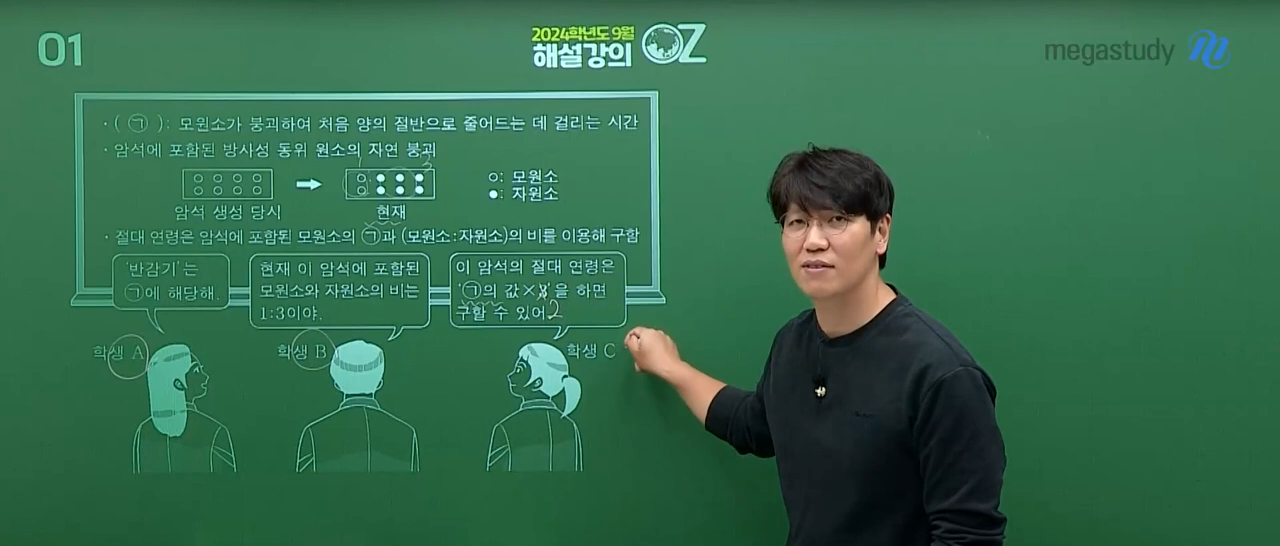 01
2024학년도 9월
해설강의 OZ
megastudy
· ( ㉠ ): 모원소가 붕괴하여 처음 양의 절반으로 줄어드는 데 걸리는 시간
· 암석에 포함된 방사성 동위 원소의 자연 붕괴
1 3
○: 모원소
●: 자원소
암석 생성 당시
현재
· 절대 연령은 암석에 포함된 모원소의 ㉠과 (모원소:자원소)의 비를 이용해 구함
'반감기'는
㉠에 해당해.
현재 이 암석에 포함된
모원소와 자원소의 비는
1:3이야.
이 암석의 절대 연령은
'㉠의 값×3'을 하면
구할 수 있어.
2
학생 A
학생 B
학생 C